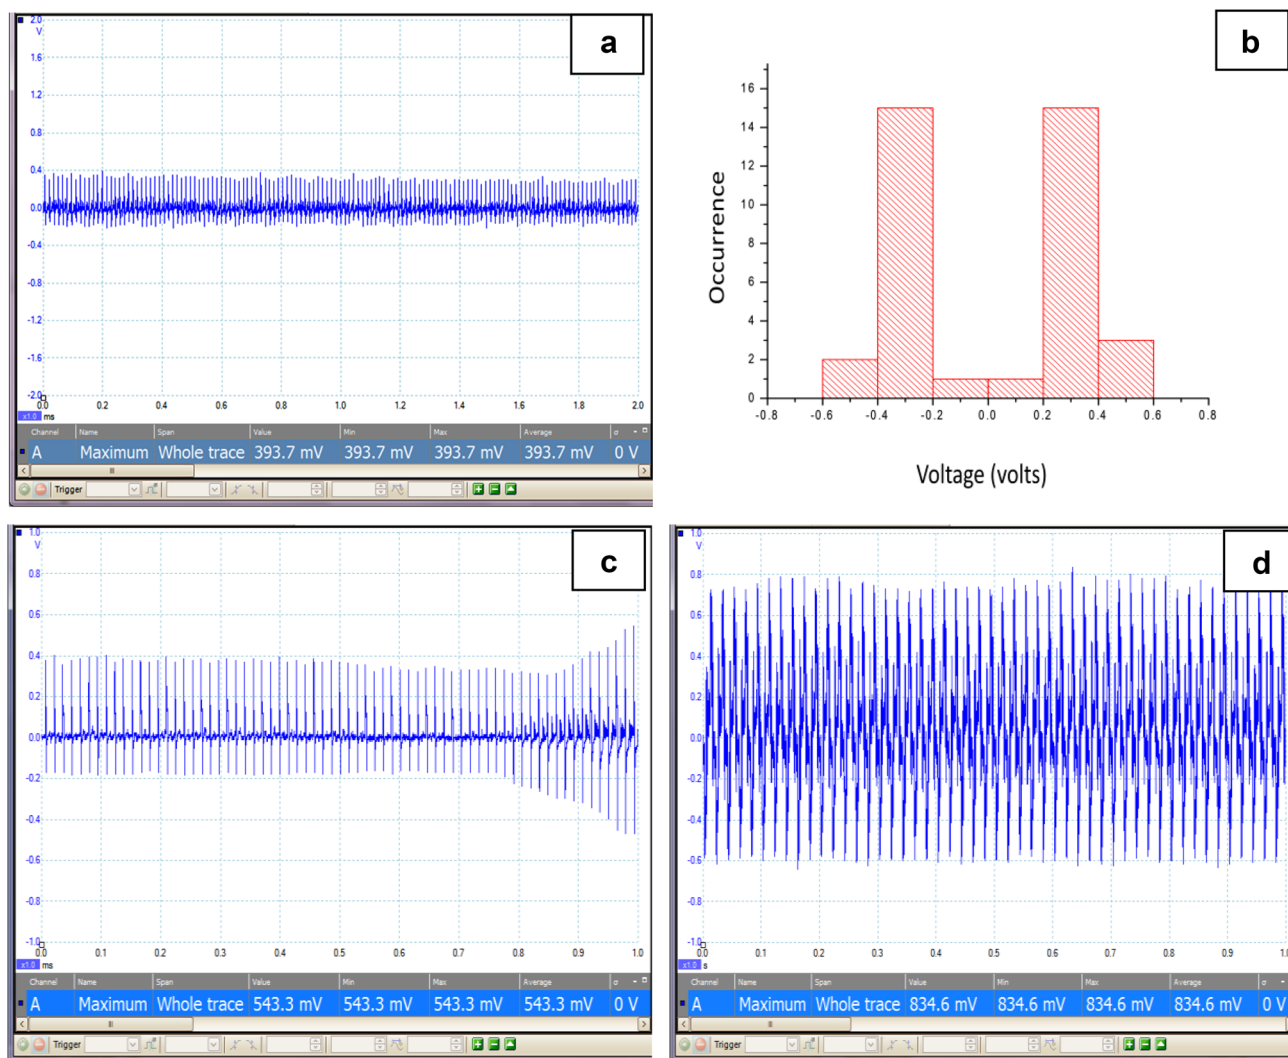 a
2.0
V
1.6
1.2
0.8
0.4
0.0
-0.4
-0.8
-1.2
-1.6
-2.0
0.0 0.2 0.4 0.6 0.8 1.0 1.2 1.4 1.6 1.8 2.0
x1.0 ms
Channel Name Span Value Min Max Average σ
A Maximum Whole trace 393.7 mV 393.7 mV 393.7 mV 393.7 mV 0 V
Trigger
b
16
14
12
10
8
6
4
2
0
Occurrence
-0.8 -0.6 -0.4 -0.2 0.0 0.2 0.4 0.6 0.8
Voltage (volts)
c
1.0
V
0.8
0.6
0.4
0.2
0.0
-0.2
-0.4
-0.6
-0.8
-1.0
0.0 0.1 0.2 0.3 0.4 0.5 0.6 0.7 0.8 0.9 1.0
x1.0 ms
Channel Name Span Value Min Max Average σ
A Maximum Whole trace 543.3 mV 543.3 mV 543.3 mV 543.3 mV 0 V
Trigger
d
1.0
V
0.8
0.6
0.4
0.2
0.0
-0.2
-0.4
-0.6
-0.8
-1.0
0.0 0.1 0.2 0.3 0.4 0.5 0.6 0.7 0.8 0.9 1.0
x1.0 s
Channel Name Span Value Min Max Average σ
A Maximum Whole trace 834.6 mV 834.6 mV 834.6 mV 834.6 mV 0 V
Trigger